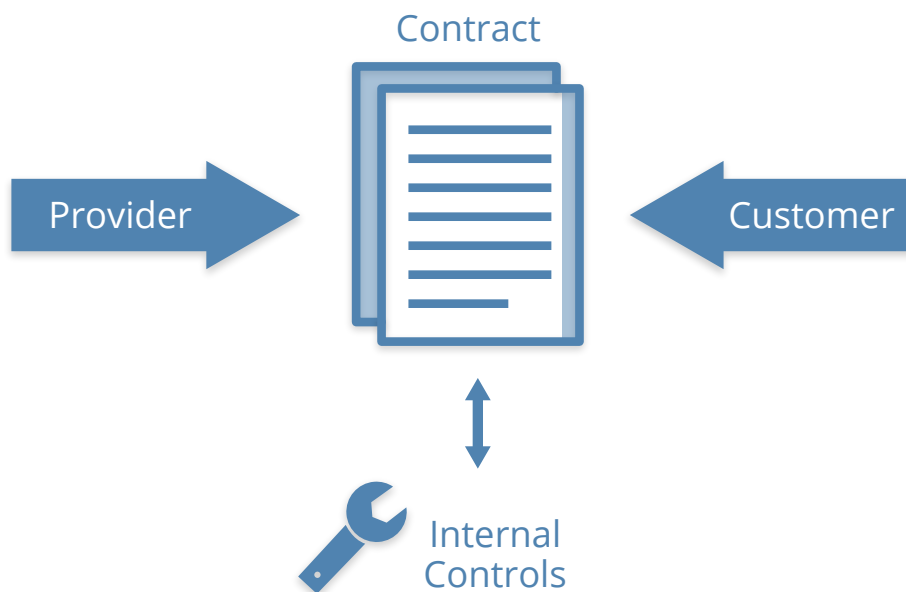 Contract
Provider
Customer
Internal
Controls